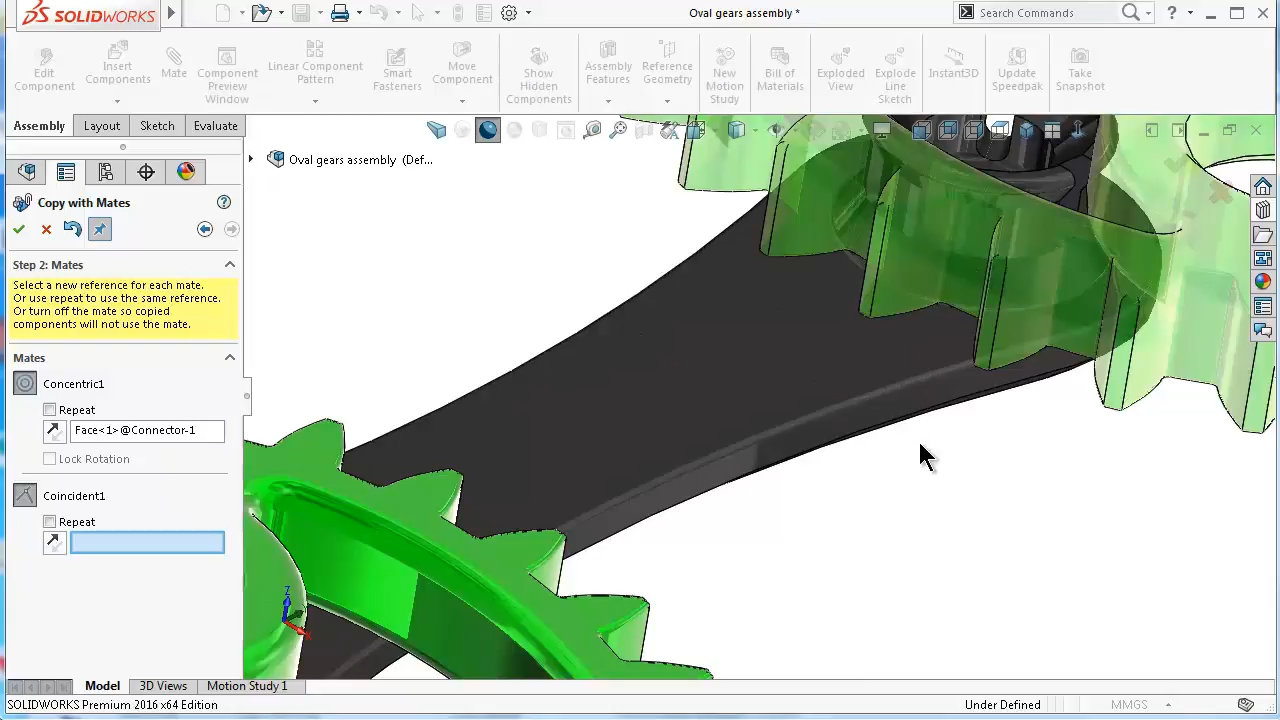 SOLIDWORKS
Oval gears assembly *
Search Commands
?
Edit
Component
Insert
Components
Mate
Component
Preview
Window
Linear Component
Pattern
Smart
Fasteners
Move
Component
Show
Hidden
Components
Assembly
Features
Reference
Geometry
New
Motion
Study
Bill of
Materials
Exploded
View
Explode
Line
Sketch
Instant3D
Update
Speedpak
Take
Snapshot
Assembly
Layout
Sketch
Evaluate
Oval gears assembly (Def...
Copy with Mates
?
Step 2: Mates
Select a new reference for each mate.
Or use repeat to use the same reference.
Or turn off the mate so copied
components will not use the mate.
Mates
Concentric1
Repeat
Face<1>@Connector-1
Lock Rotation
Coincident1
Repeat
Z
X
Model
3D Views
Motion Study 1
SOLIDWORKS Premium 2016 x64 Edition
Under Defined
MMGS